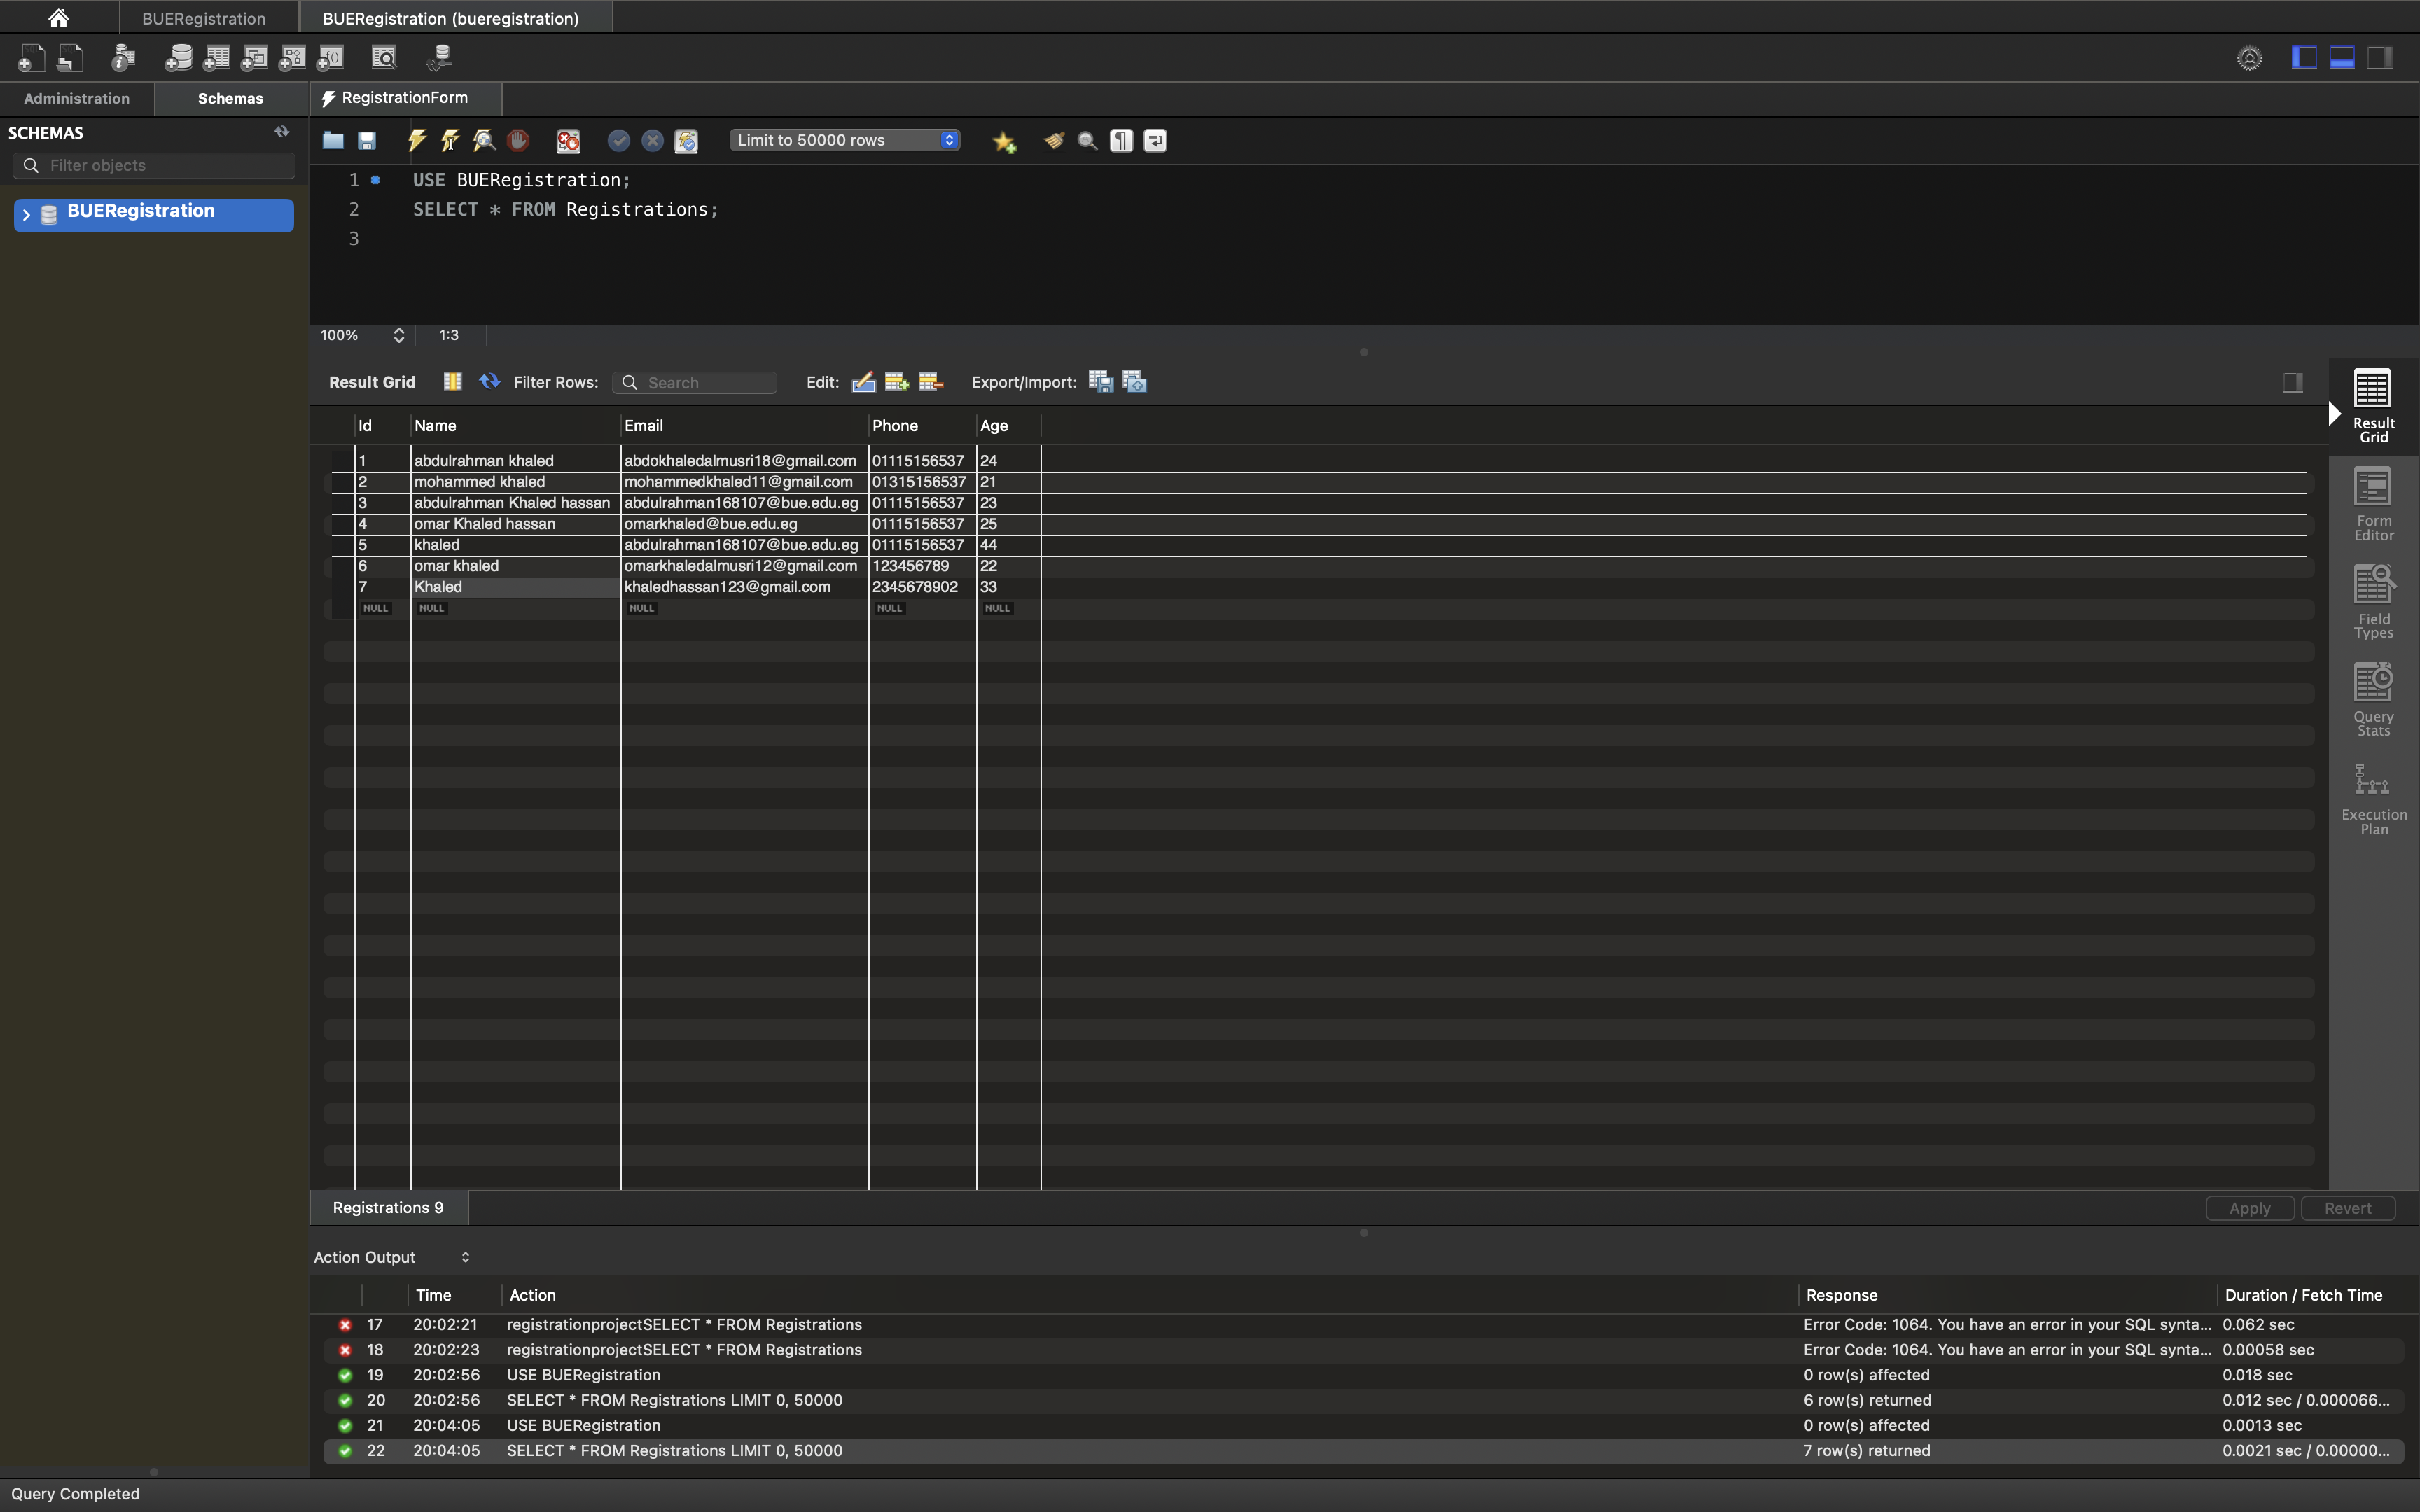 BUERegistration
BUERegistration (bueregistration)
Administration
Schemas
RegistrationForm
SCHEMAS
Filter objects
BUERegistration
Limit to 50000 rows
1 USE BUERegistration;
2 SELECT * FROM Registrations;
3
100% 1:3
Result Grid Filter Rows: Search Edit: Export/Import:
Id Name Email Phone Age
1 abdulrahman khaled abdokhaledalmusri18@gmail.com 01115156537 24
2 mohammed khaled mohammedkhaled11@gmail.com 01315156537 21
3 abdulrahman Khaled hassan abdulrahman168107@bue.edu.eg 01115156537 23
4 omar Khaled hassan omarkhaled@bue.edu.eg 01115156537 25
5 khaled abdulrahman168107@bue.edu.eg 01115156537 44
6 omar khaled omarkhaledalmusri12@gmail.com 123456789 22
7 Khaled khaledhassan123@gmail.com 2345678902 33
NULL NULL NULL NULL NULL
Result
Grid
Form
Editor
Field
Types
Query
Stats
Execution
Plan
Registrations 9
Apply Revert
Action Output
Time Action Response Duration / Fetch Time
17 20:02:21 registrationprojectSELECT * FROM Registrations Error Code: 1064. You have an error in your SQL synta... 0.062 sec
18 20:02:23 registrationprojectSELECT * FROM Registrations Error Code: 1064. You have an error in your SQL synta... 0.00058 sec
19 20:02:56 USE BUERegistration 0 row(s) affected 0.018 sec
20 20:02:56 SELECT * FROM Registrations LIMIT 0, 50000 6 row(s) returned 0.012 sec / 0.000066...
21 20:04:05 USE BUERegistration 0 row(s) affected 0.0013 sec
22 20:04:05 SELECT * FROM Registrations LIMIT 0, 50000 7 row(s) returned 0.0021 sec / 0.00000...
Query Completed